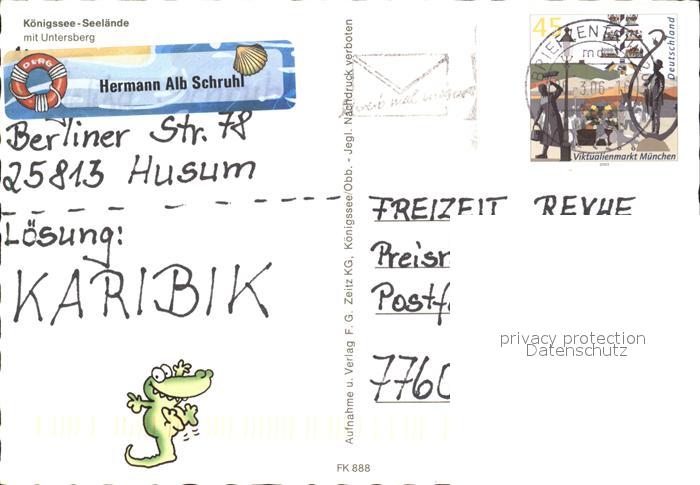 Königssee-Seelände
mit Untersberg
DLRG
Hermann Alb Schruhl
Berliner Str. 78
25813 Husum
Lösung:
KARIBIK
Aufnahme u. Verlag F. G. Zeitz KG, Königssee/Obb. - Jegl. Nachdruck verboten
FK 888
45
Deutschland
Viktualienmarkt München
BRIEFZEN
FREIZEIT REVUE
Preisr
Postf
7760
privacy protection
Datenschutz